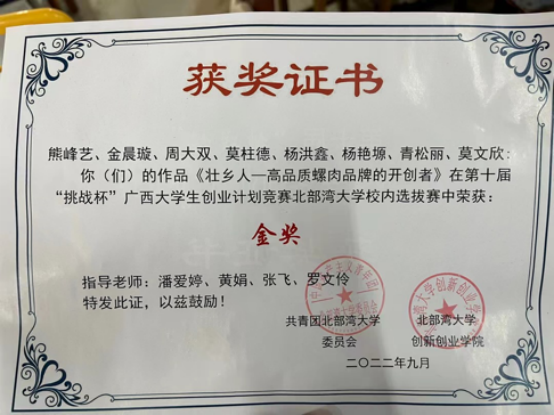 获奖证书
熊峰艺、金晨璇、周大双、莫柱德、杨洪鑫、杨艳塬、青松丽、莫文欣：
你（们）的作品《壮乡人—高品质螺肉品牌的开创者》在第十届
“挑战杯”广西大学生创业计划竞赛北部湾大学校内选拔赛中荣获：
金奖
指导老师：潘爱婷、黄娟、张飞、罗文伶
特发此证，以兹鼓励！
共青团北部湾大学 北部湾大学
委员会 创新创业学院
二〇二二年九月